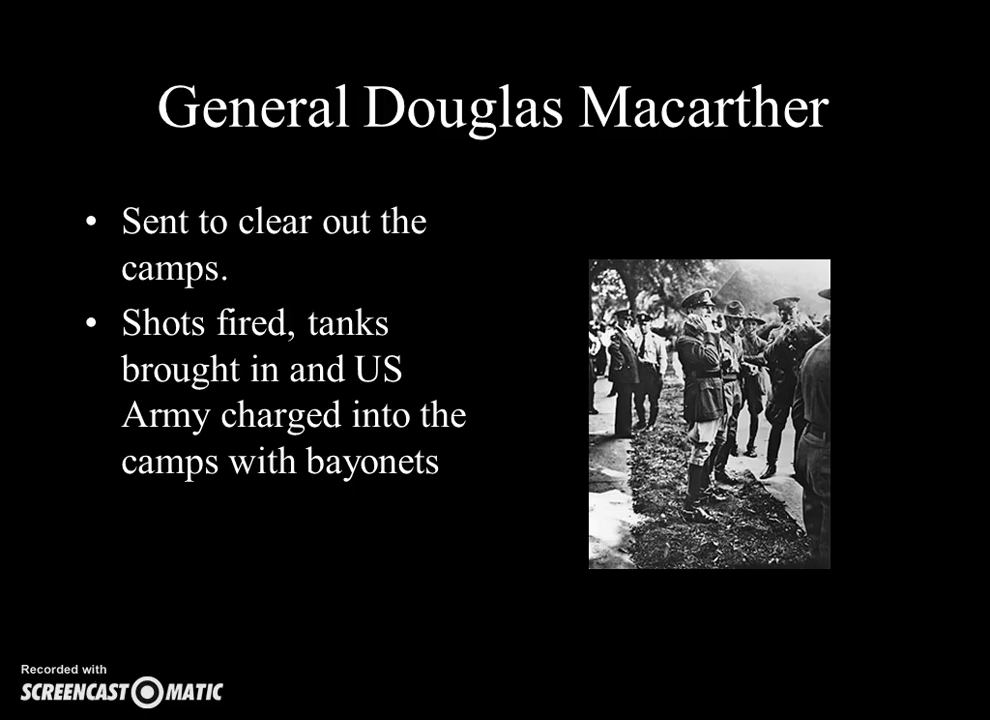 General Douglas Macarther
• Sent to clear out the
camps.
• Shots fired, tanks
brought in and US
Army charged into the
camps with bayonets
Recorded with
SCREENCAST O MATIC